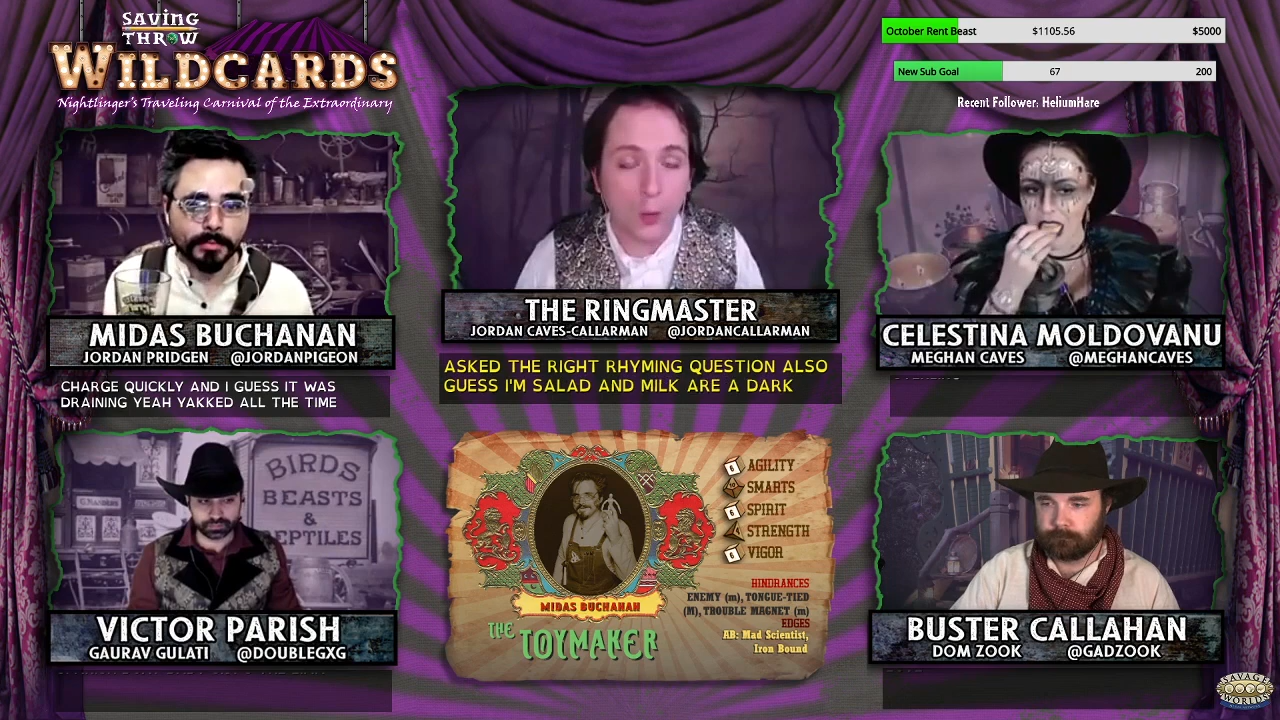 SAVING
THROW
WILDCARDS
Nightlinger's Traveling Carnival of the Extraordinary
October Rent Beast $1105.56 $5000
New Sub Goal 67 200
Recent Follower: HeliumHare
MIDAS BUCHANAN
JORDAN PRIDGEN @JORDANPIGEON
CHARGE QUICKLY AND I GUESS IT WAS
DRAINING YEAH YAKKED ALL THE TIME
THE RINGMASTER
JORDAN CAVES-CALLARMAN @JORDANCALLARMAN
ASKED THE RIGHT RHYMING QUESTION ALSO
GUESS I'M SALAD AND MILK ARE A DARK
CELESTINA MOLDOVANU
MEGHAN CAVES @MEGHANCAVES
BIRDS
BEASTS
&
EPTILES
VICTOR PARISH
GAURAV GULATI @DOUBLEGXG
AGILITY
SMARTS
SPIRIT
STRENGTH
VIGOR
HINDRANCES
ENEMY (m), TONGUE-TIED
(M), TROUBLE MAGNET (m)
EDGES
AB: Mad Scientist,
Iron Bound
MIDAS BUCHANAN
THE TOYMAKER
BUSTER CALLAHAN
DOM ZOOK @GADZOOK
SAVAGE
WORLDS